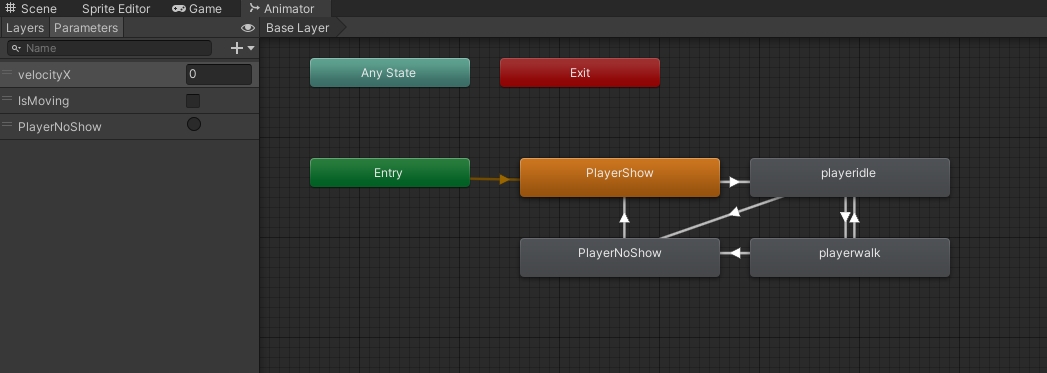 Scene Sprite Editor Game Animator
Layers Parameters Base Layer
Name
velocityX 0
IsMoving
PlayerNoShow
Any State Exit
Entry PlayerShow playeridle
PlayerNoShow playerwalk